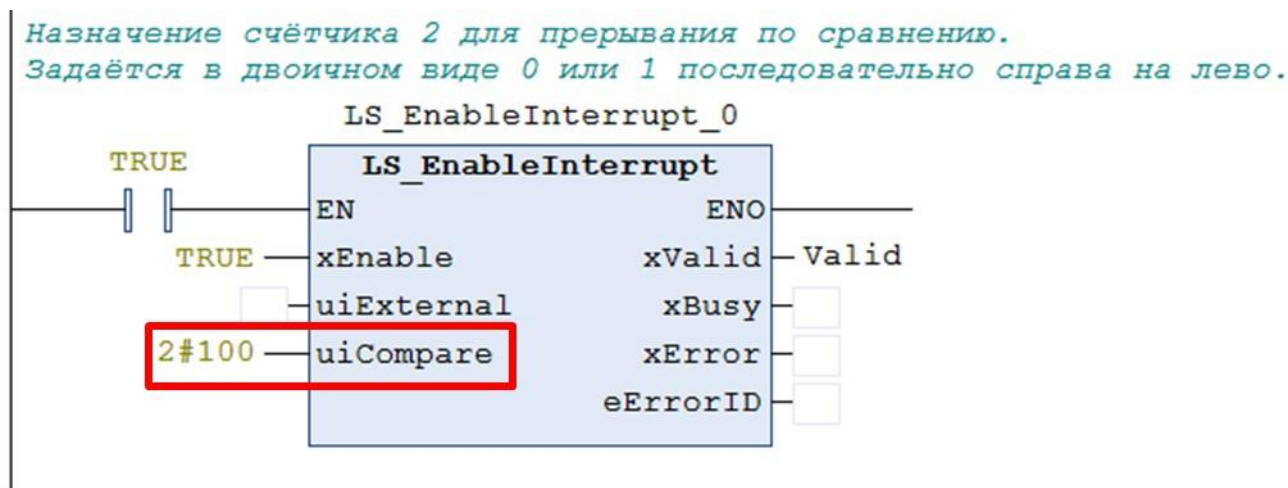 Назначение счётчика 2 для прерывания по сравнению.
Задаётся в двоичном виде 0 или 1 последовательно справа на лево.
LS_EnableInterrupt_0
TRUE
LS_EnableInterrupt
EN ENO
TRUE xEnable xValid Valid
uiExternal xBusy
2#100 uiCompare xError
eErrorID